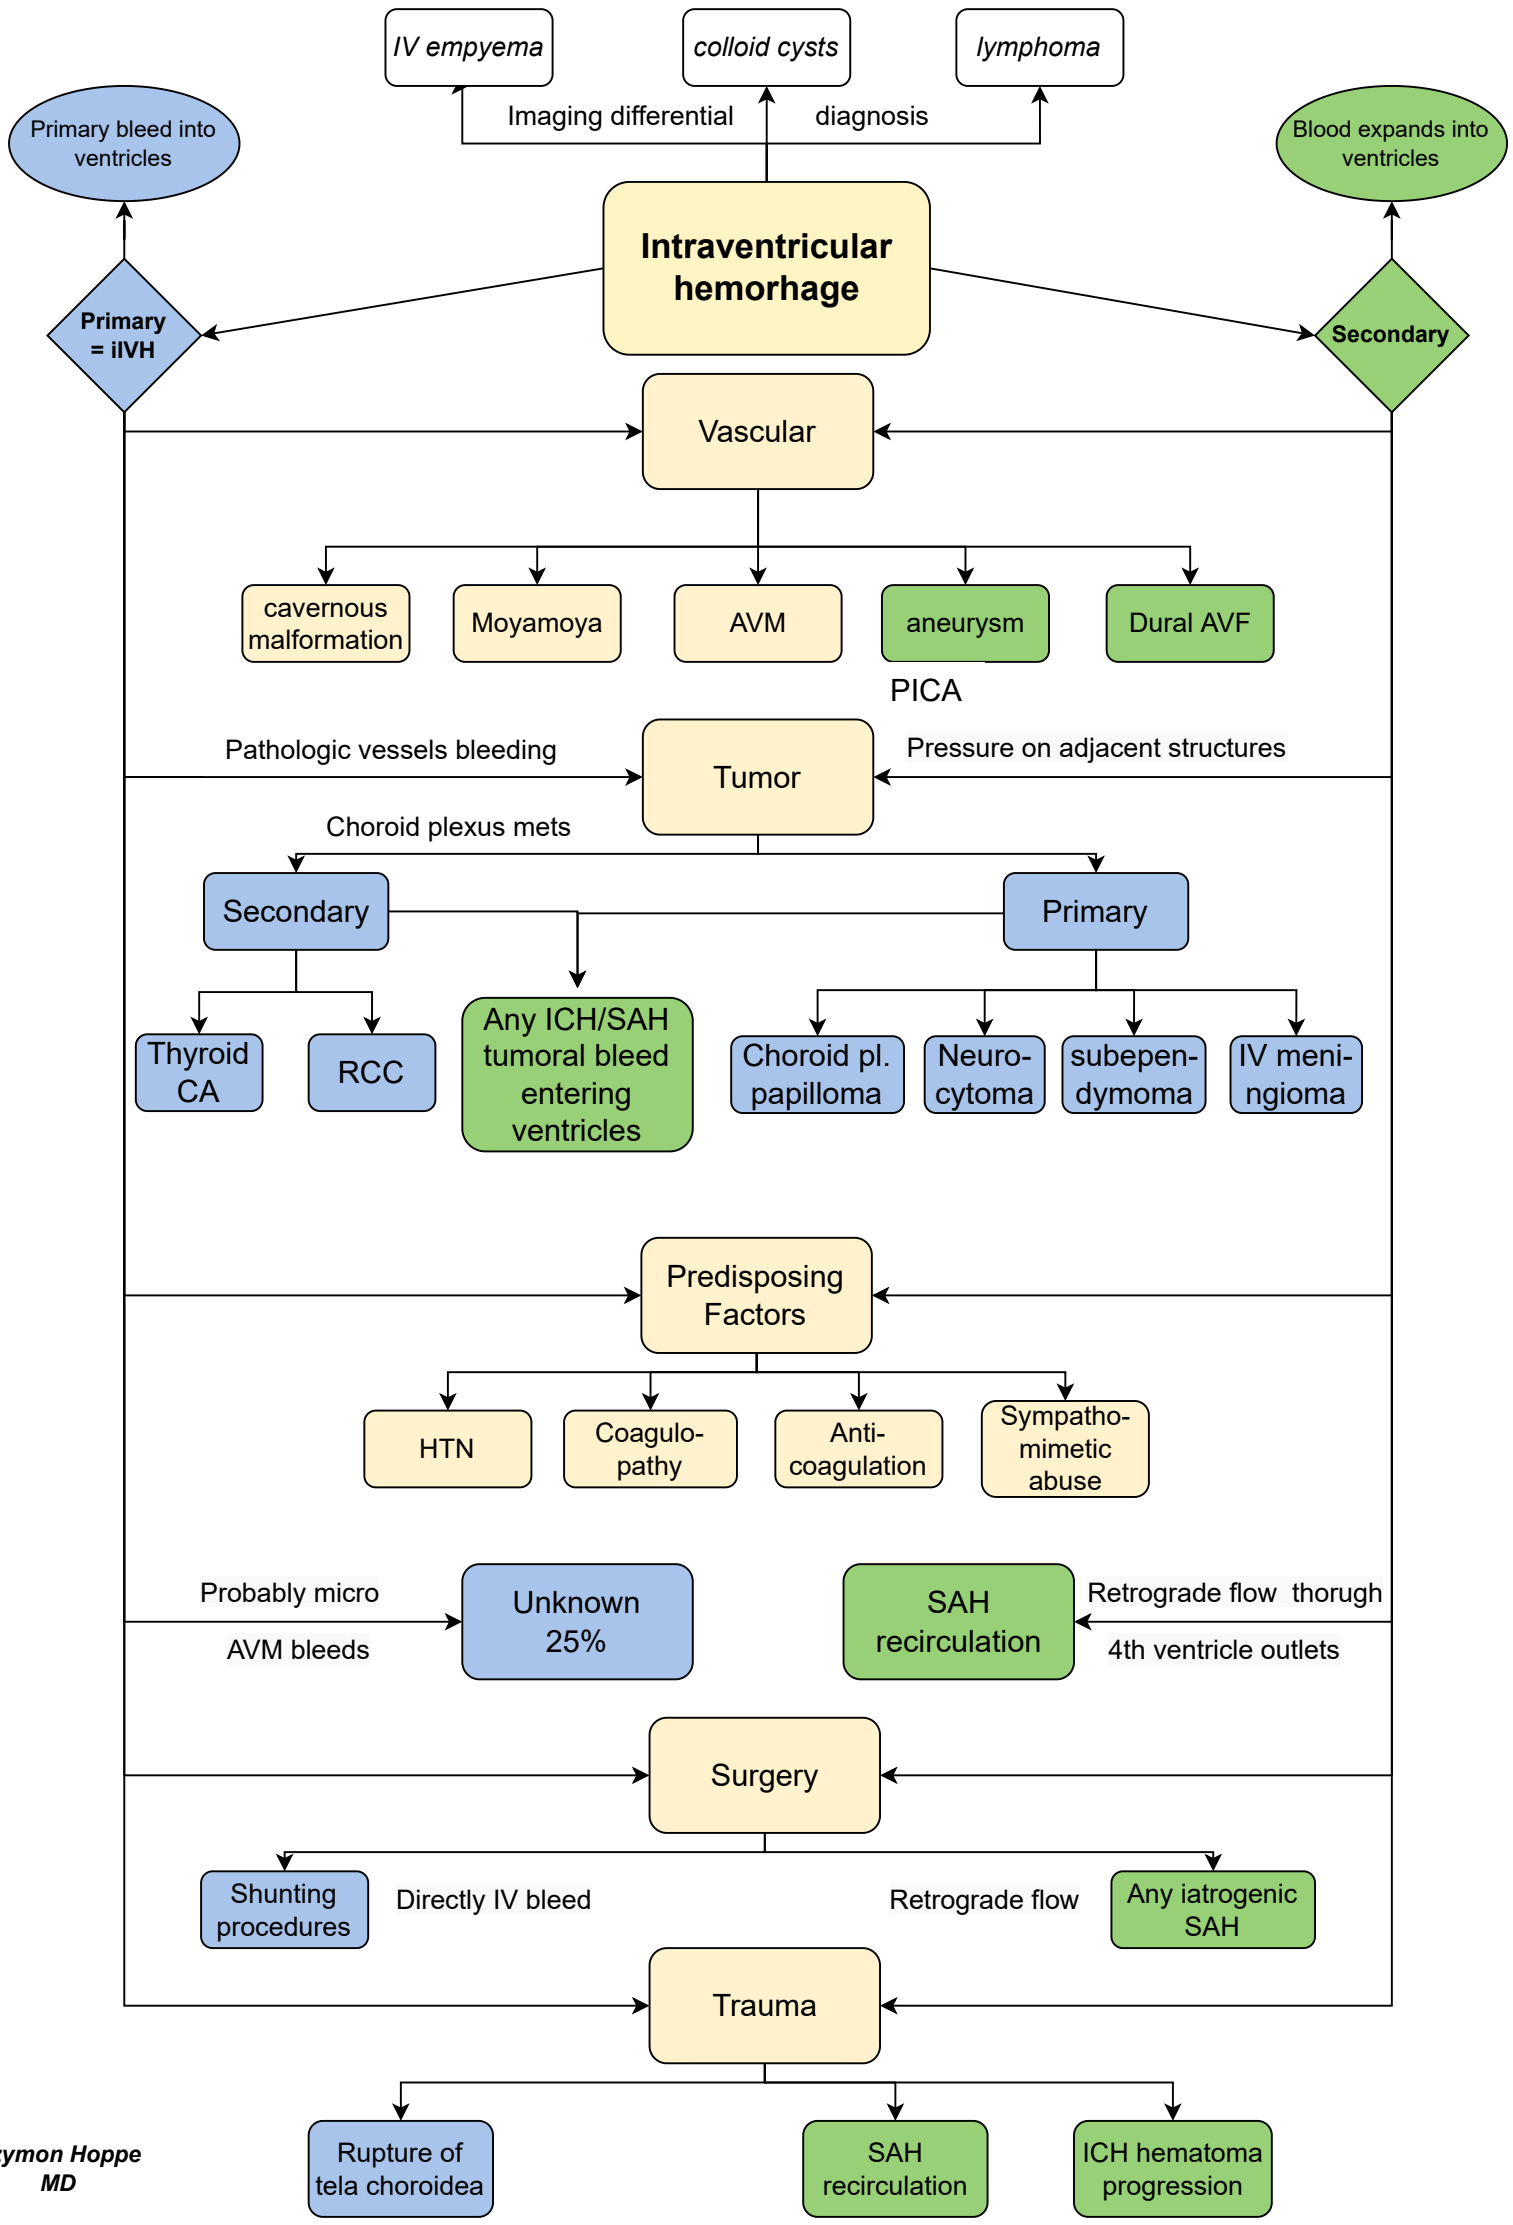 IV empyema
colloid cysts
lymphoma
Imaging differential
diagnosis
Primary bleed into
ventricles
Blood expands into
ventricles
Intraventricular
hemorhage
Primary
= iIVH
Secondary
Vascular
cavernous
malformation
Moyamoya
AVM
aneurysm
Dural AVF
PICA
Pathologic vessels bleeding
Tumor
Pressure on adjacent structures
Choroid plexus mets
Secondary
Primary
Thyroid
CA
RCC
Any ICH/SAH
tumoral bleed
entering
ventricles
Choroid pl.
papilloma
Neuro-
cytoma
subepen-
dymoma
IV meni-
ngioma
Predisposing
Factors
HTN
Coagulo-
pathy
Anti-
coagulation
Sympatho-
mimetic
abuse
Probably micro
AVM bleeds
Unknown
25%
SAH
recirculation
Retrograde flow  thorugh
4th ventricle outlets
Surgery
Shunting
procedures
Directly IV bleed
Retrograde flow
Any iatrogenic
SAH
Trauma
Rupture of
tela choroidea
SAH
recirculation
ICH hematoma
progression
Hoppe
MD